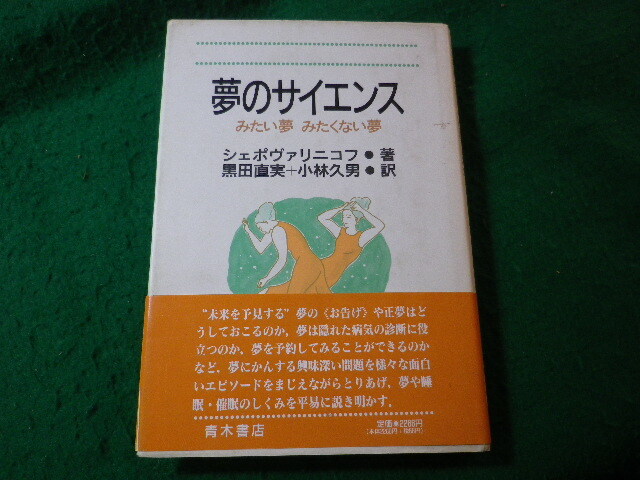 夢のサイエンス
みたい夢 みたくない夢
シェポヴァリニコフ●著
黒田直実+小林久男●訳
"未来を予見する"夢の《お告げ》や正夢はど
うしておこるのか,夢は隠れた病気の診断に役
立つのか,夢を予約してみることができるのか
など,夢にかんする興味深い問題を様々な面白
いエピソードをまじえながらとりあげ,夢や睡
眠・催眠のしくみを平易に説き明かす。
青木書店
定価●2266円